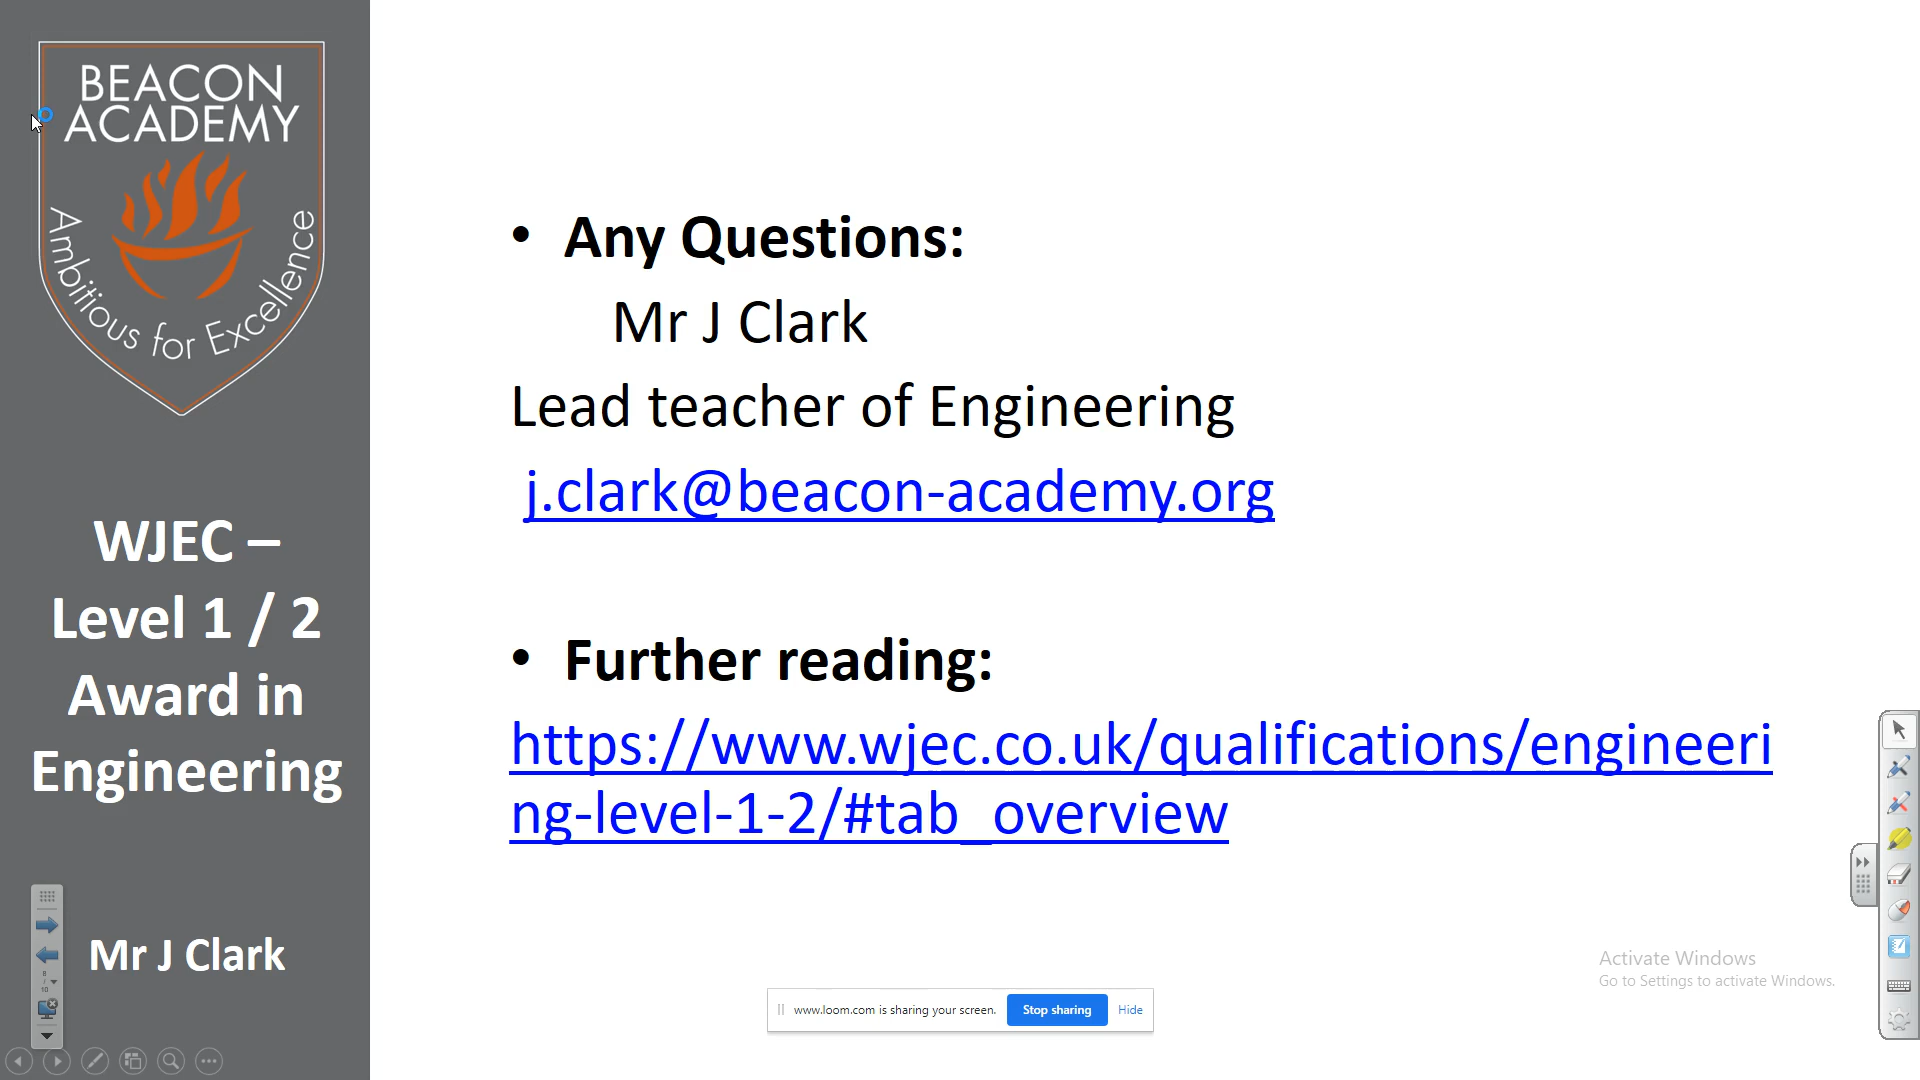 BEACON
ACADEMY
Ambitious for Excellence
WJEC –
Level 1 / 2
Award in
Engineering
Mr J Clark
• Any Questions:
Mr J Clark
Lead teacher of Engineering
j.clark@beacon-academy.org
• Further reading:
https://www.wjec.co.uk/qualifications/engineeri
ng-level-1-2/#tab_overview
Activate Windows
Go to Settings to activate Windows.
www.loom.com is sharing your screen.
Stop sharing
Hide